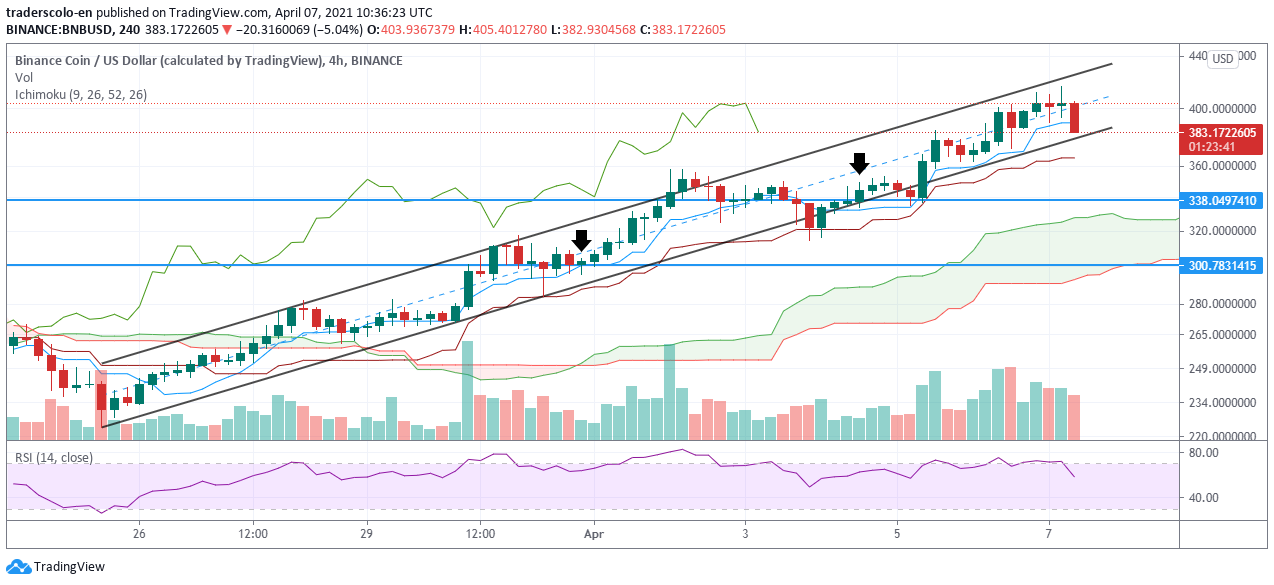 traderscolo-en published on TradingView.com, April 07, 2021 10:36:23 UTC
BINANCE:BNBUSD, 240 383.1722605 ▼ −20.3160069 (−5.04%) O:403.9367379 H:405.4012780 L:382.9304568 C:383.1722605
Binance Coin / US Dollar (calculated by TradingView), 4h, BINANCE
Vol
Ichimoku (9, 26, 52, 26)
USD
400.0000000
383.1722605
01:23:41
360.0000000
338.0497410
320.0000000
300.7831415
280.0000000
265.0000000
249.0000000
234.0000000
220.0000000
RSI (14, close)
80.00
40.00
26 12:00 29 12:00 Apr 3 5 7
TradingView